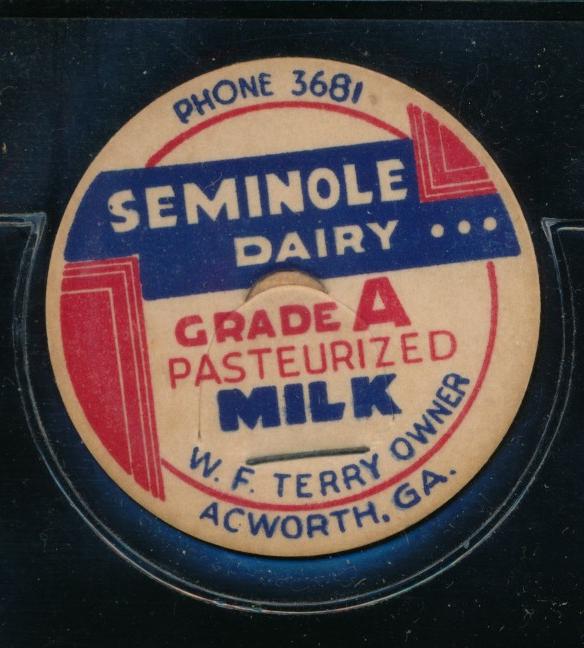 PHONE 3681
SEMINOLE
DAIRY ...
GRADE A
PASTEURIZED
MILK
W. F. TERRY OWNER
ACWORTH, GA.